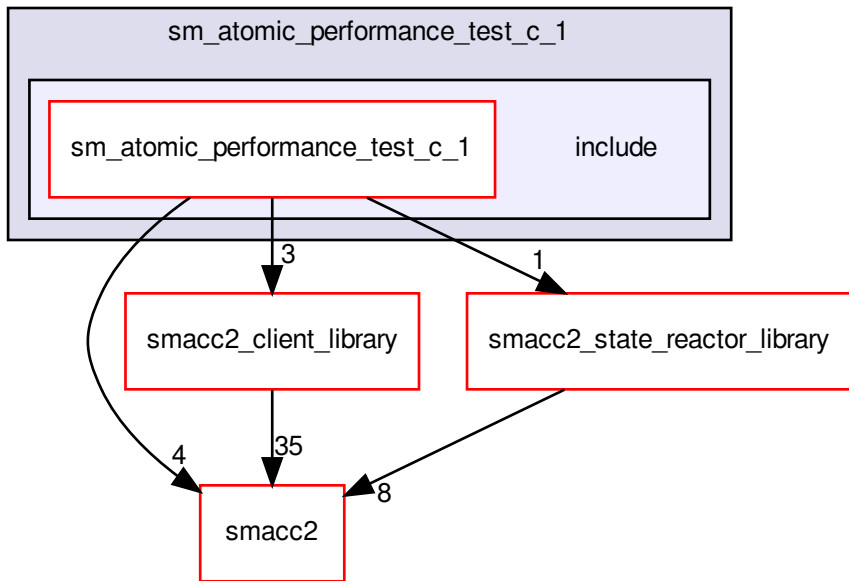 sm_atomic_performance_test_c_1
sm_atomic_performance_test_c_1
include
3
1
smacc2_client_library
smacc2_state_reactor_library
4
35
8
smacc2